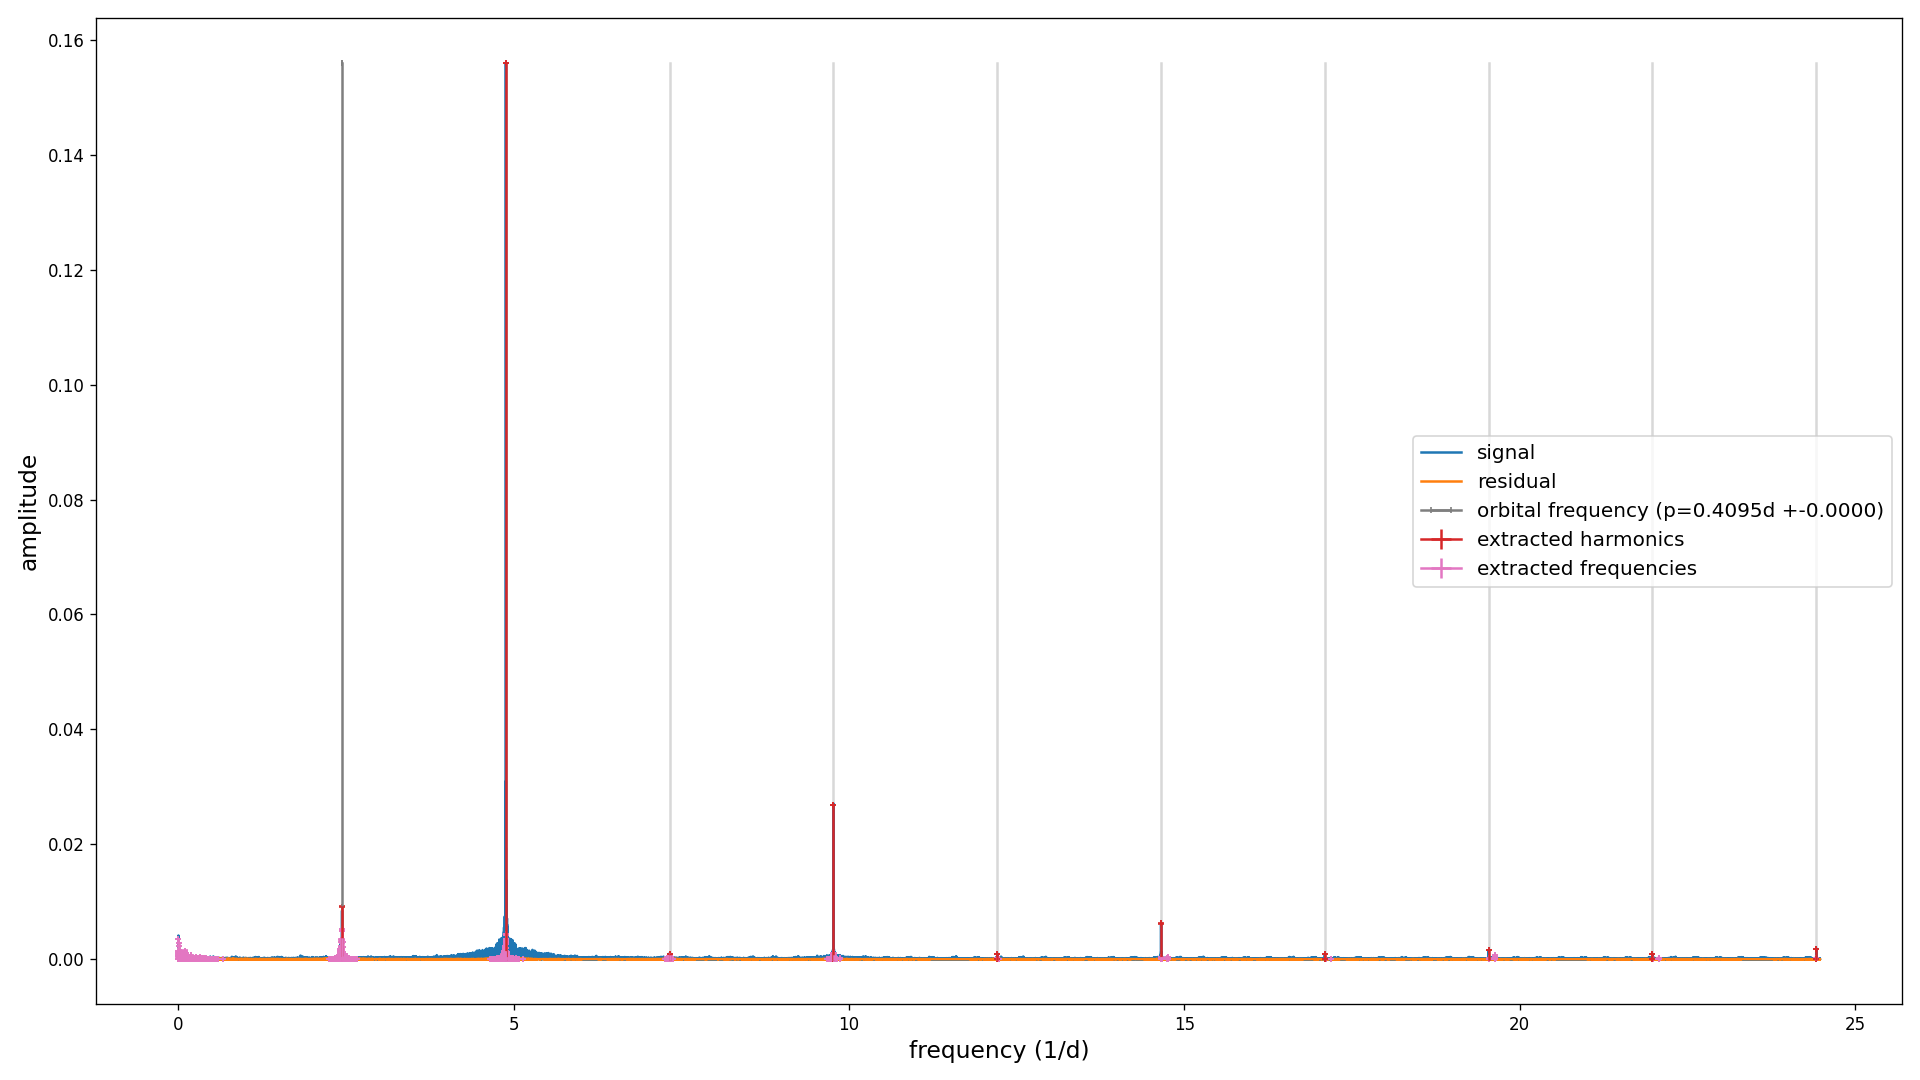 0.16
0.14
0.12
0.10
0.08
0.06
0.04
0.02
0.00
amplitude
signal
residual
orbital frequency (p=0.4095d +-0.0000)
extracted harmonics
extracted frequencies
0 5 10 15 20 25
frequency (1/d)